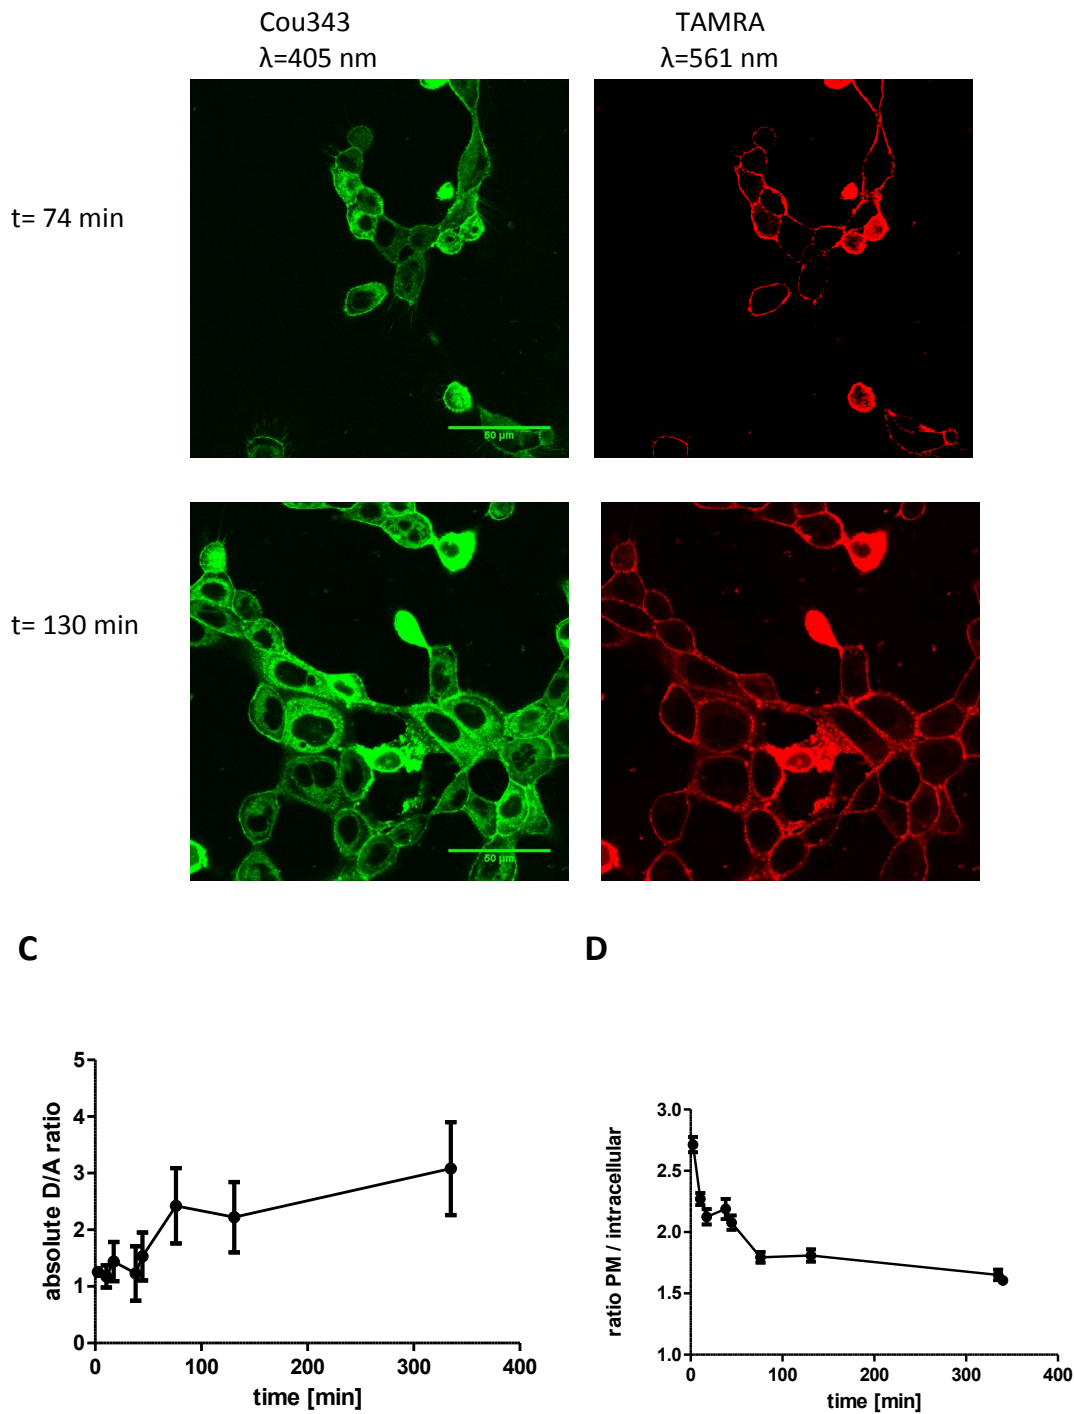 Cou343
λ=405 nm
TAMRA
λ=561 nm
t= 74 min
50 µm
t= 130 min
50 µm
C
D
absolute D/A ratio
5
4
3
2
1
0
0 100 200 300 400
time [min]
ratio PM / intracellular
3.0
2.5
2.0
1.5
1.0
0 100 200 300 400
time [min]